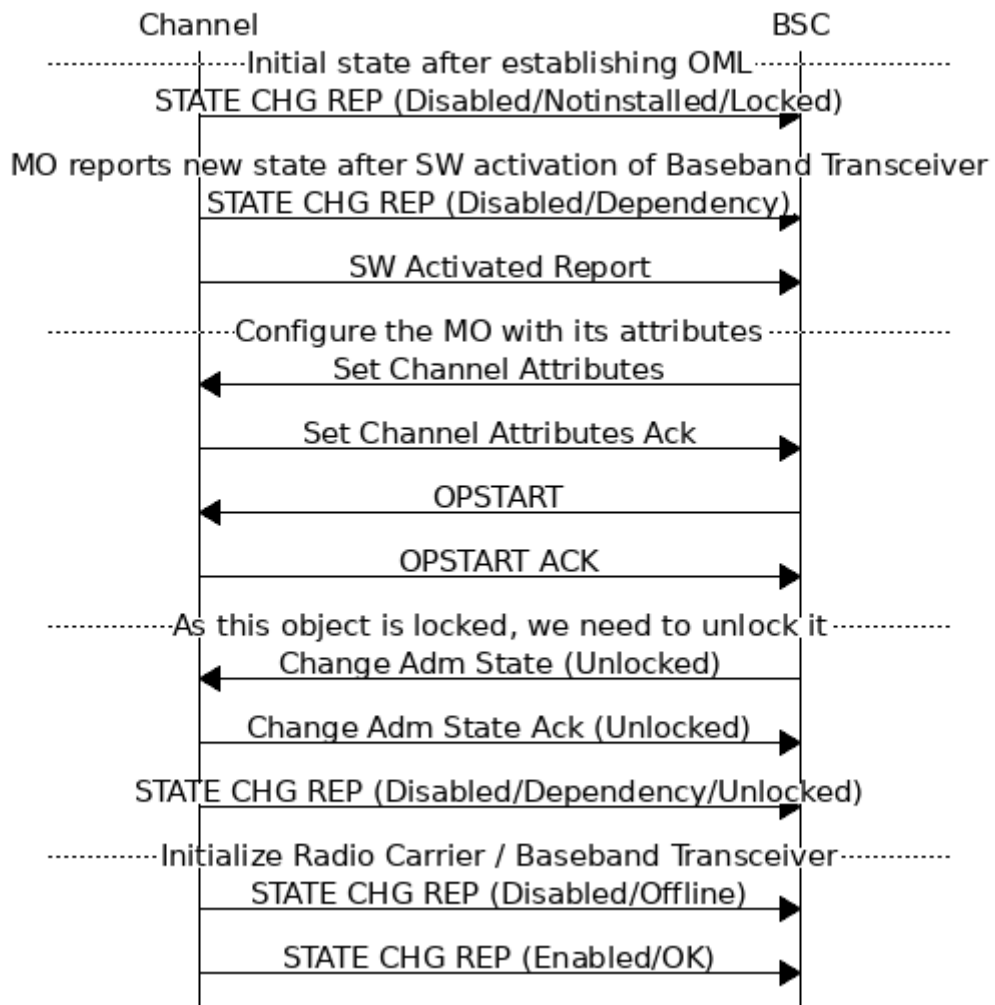 Channel BSC
Initial state after establishing OML
STATE CHG REP (Disabled/Notinstalled/Locked)
MO reports new state after SW activation of Baseband Transceiver
STATE CHG REP (Disabled/Dependency)
SW Activated Report
Configure the MO with its attributes
Set Channel Attributes
Set Channel Attributes Ack
OPSTART
OPSTART ACK
As this object is locked, we need to unlock it
Change Adm State (Unlocked)
Change Adm State Ack (Unlocked)
STATE CHG REP (Disabled/Dependency/Unlocked)
Initialize Radio Carrier / Baseband Transceiver
STATE CHG REP (Disabled/Offline)
STATE CHG REP (Enabled/OK)